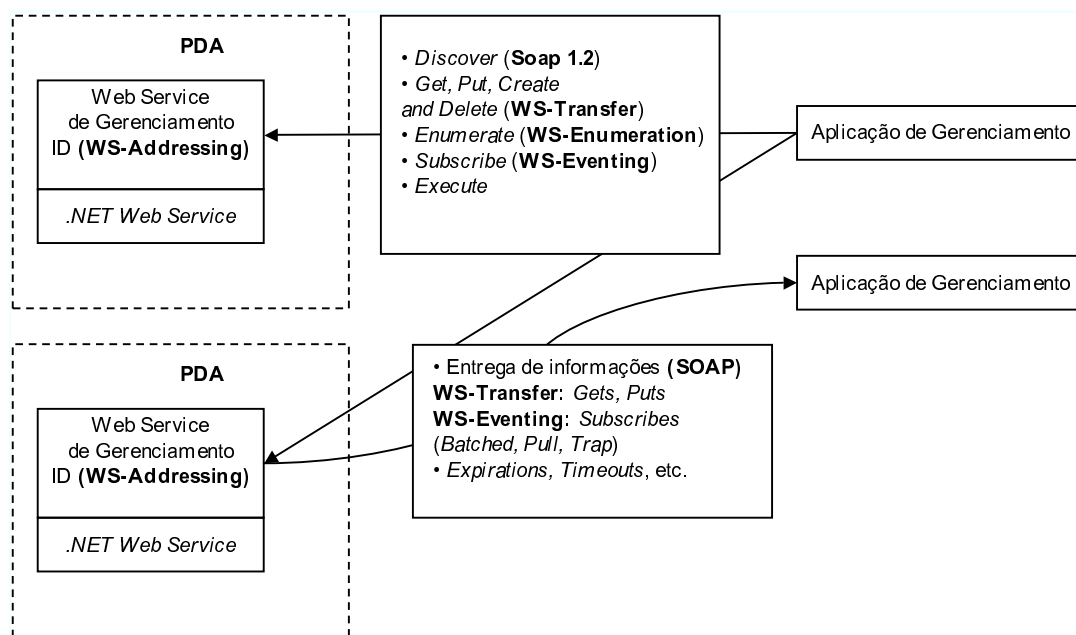 PDA
Web Service
de Gerenciamento
ID (WS-Addressing)
.NET Web Service
• Discover (Soap 1.2)
• Get, Put, Create
and Delete (WS-Transfer)
• Enumerate (WS-Enumeration)
• Subscribe (WS-Eventing)
• Execute
Aplicação de Gerenciamento
Aplicação de Gerenciamento
PDA
Web Service
de Gerenciamento
ID (WS-Addressing)
.NET Web Service
• Entrega de informações (SOAP)
WS-Transfer: Gets, Puts
WS-Eventing: Subscribes
(Batched, Pull, Trap)
• Expirations, Timeouts, etc.